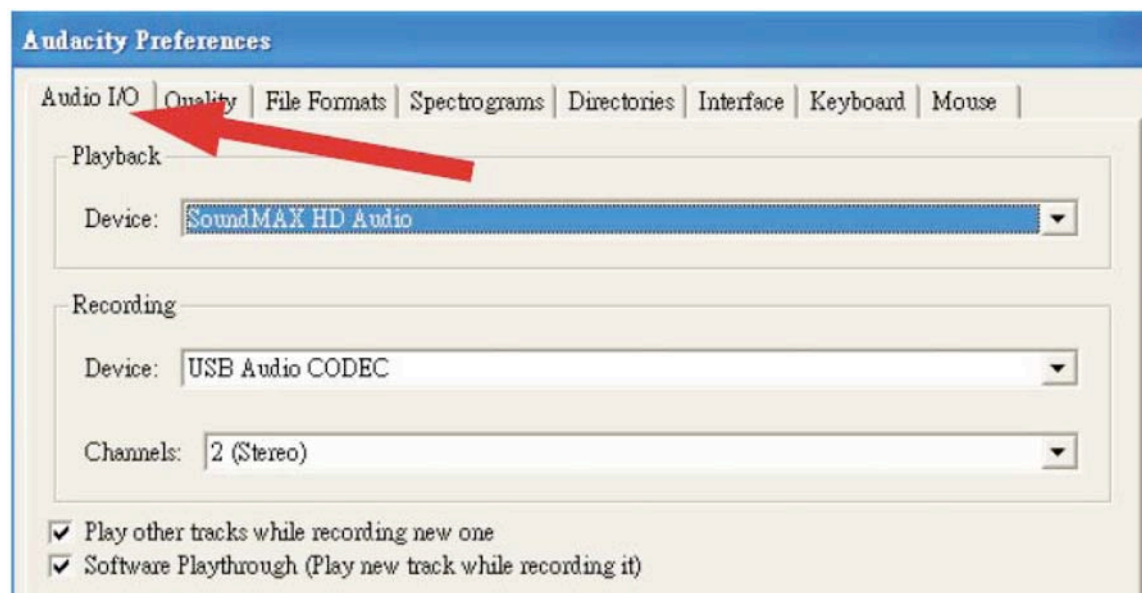 Audacity Preferences
Audio I/O Quality File Formats Spectrograms Directories Interface Keyboard Mouse
Playback
Device: SoundMAX HD Audio
Recording
Device: USB Audio CODEC
Channels: 2 (Stereo)
Play other tracks while recording new one
Software Playthrough (Play new track while recording it)